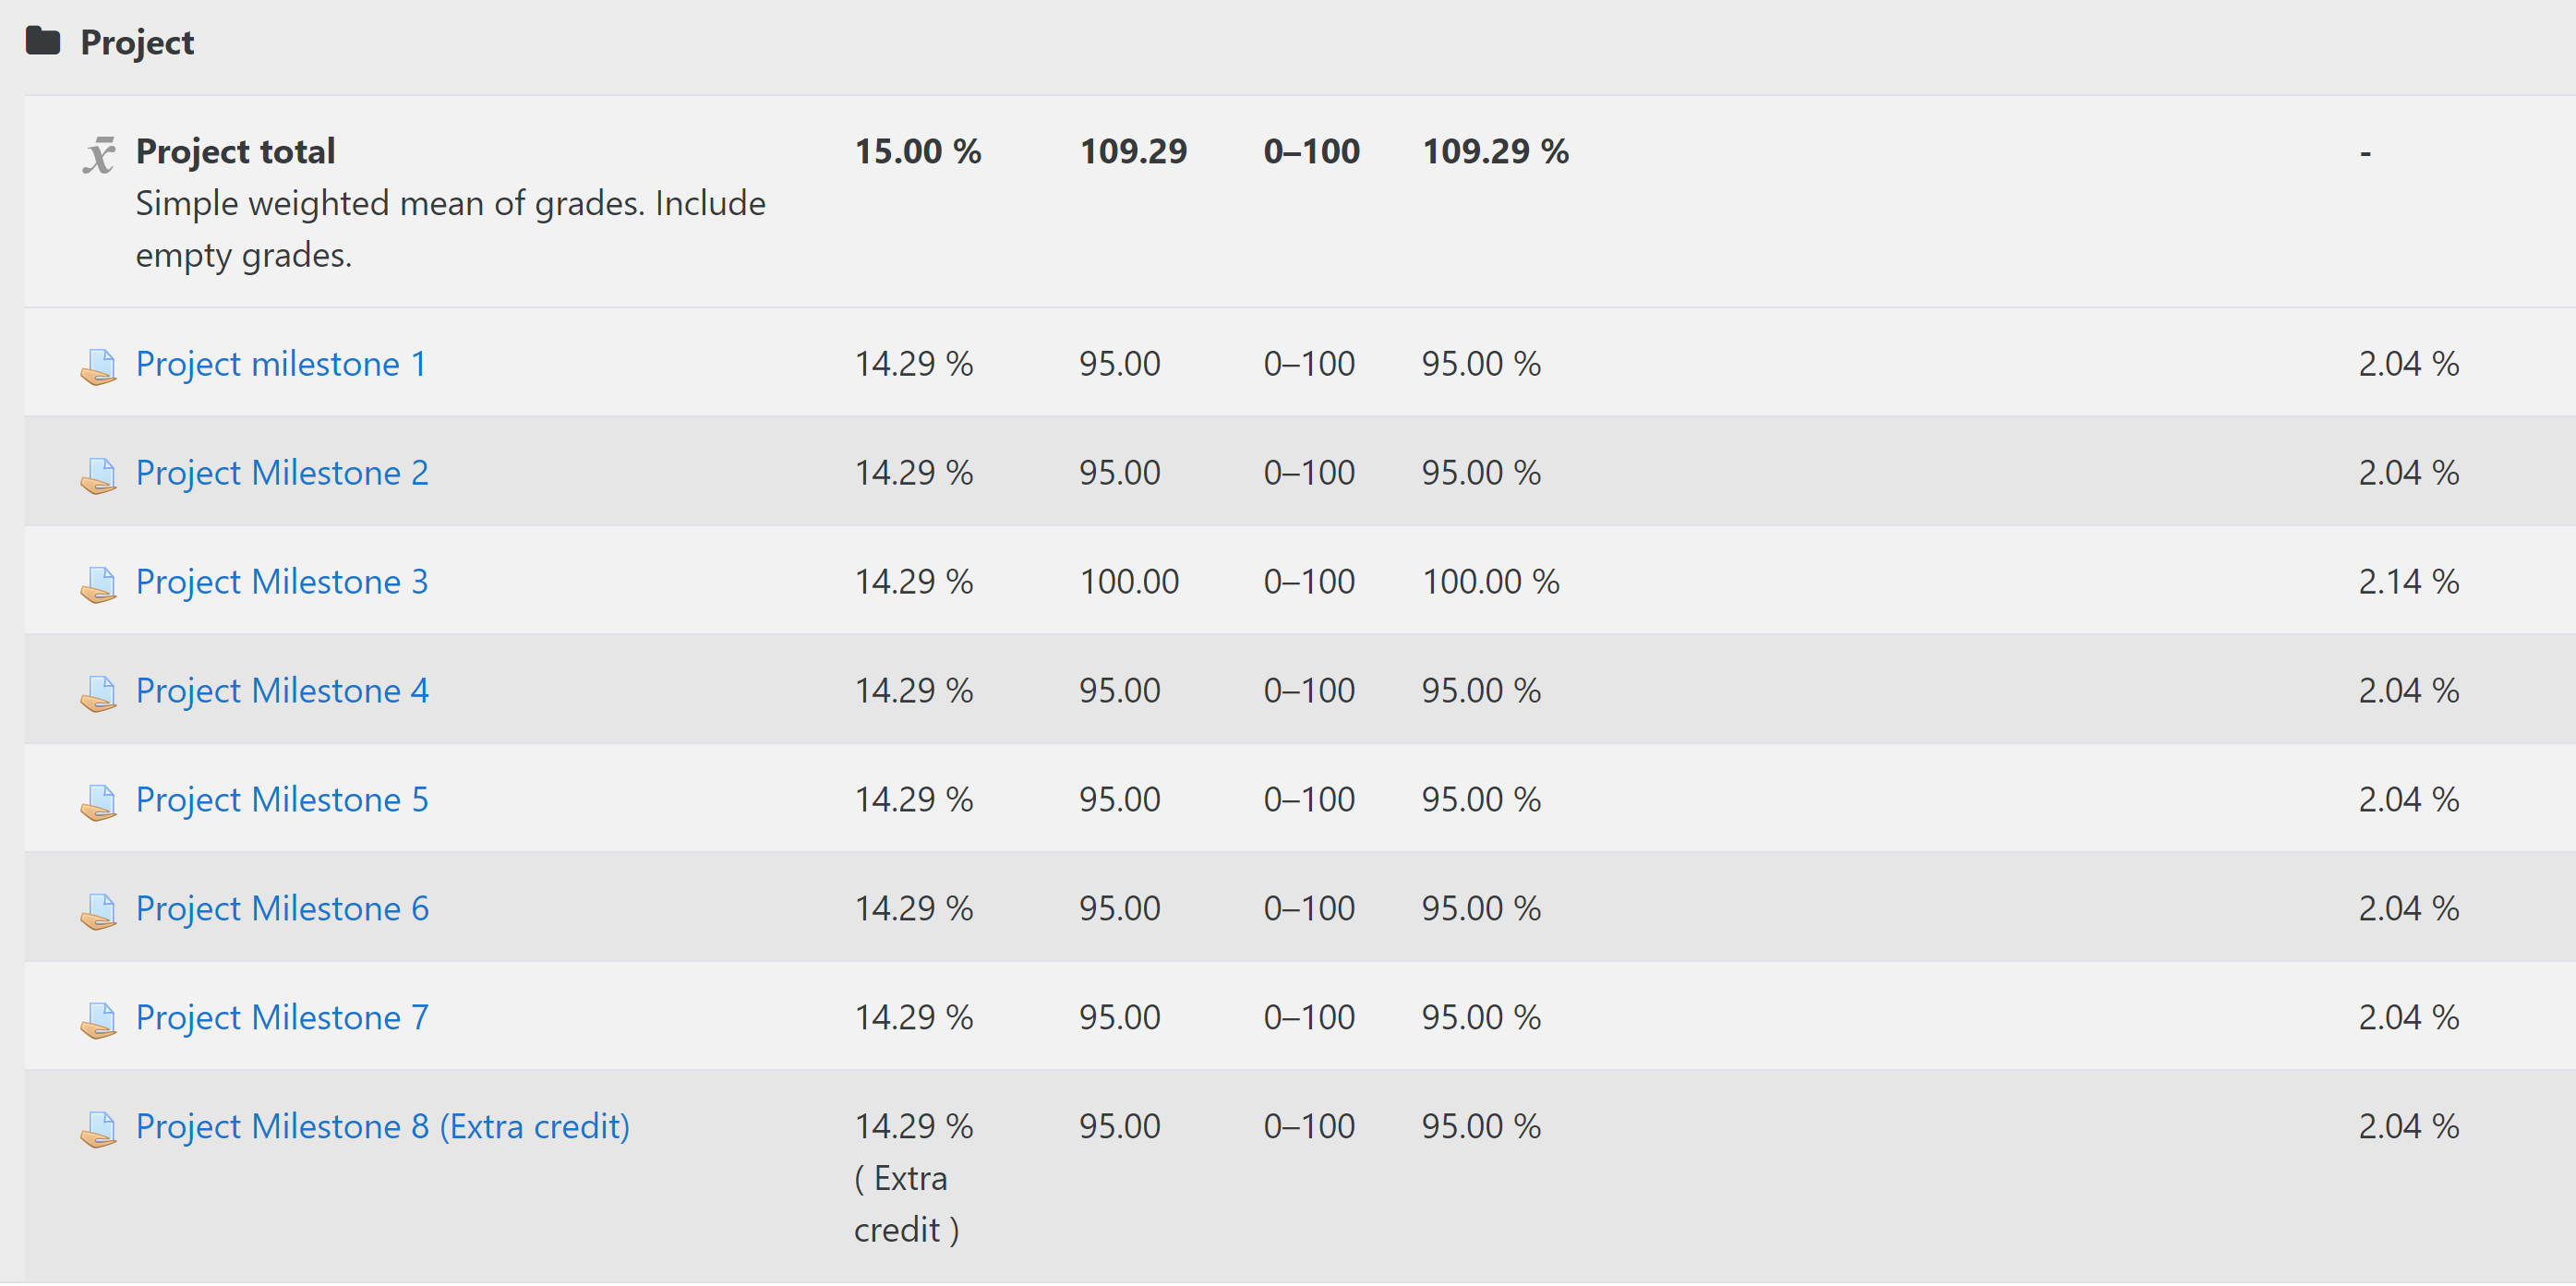 Project
Project total 15.00 % 109.29 0–100 109.29 % -
Simple weighted mean of grades. Include
empty grades.
Project milestone 1 14.29 % 95.00 0–100 95.00 % 2.04 %
Project Milestone 2 14.29 % 95.00 0–100 95.00 % 2.04 %
Project Milestone 3 14.29 % 100.00 0–100 100.00 % 2.14 %
Project Milestone 4 14.29 % 95.00 0–100 95.00 % 2.04 %
Project Milestone 5 14.29 % 95.00 0–100 95.00 % 2.04 %
Project Milestone 6 14.29 % 95.00 0–100 95.00 % 2.04 %
Project Milestone 7 14.29 % 95.00 0–100 95.00 % 2.04 %
Project Milestone 8 (Extra credit) 14.29 % 95.00 0–100 95.00 % 2.04 %
( Extra
credit )